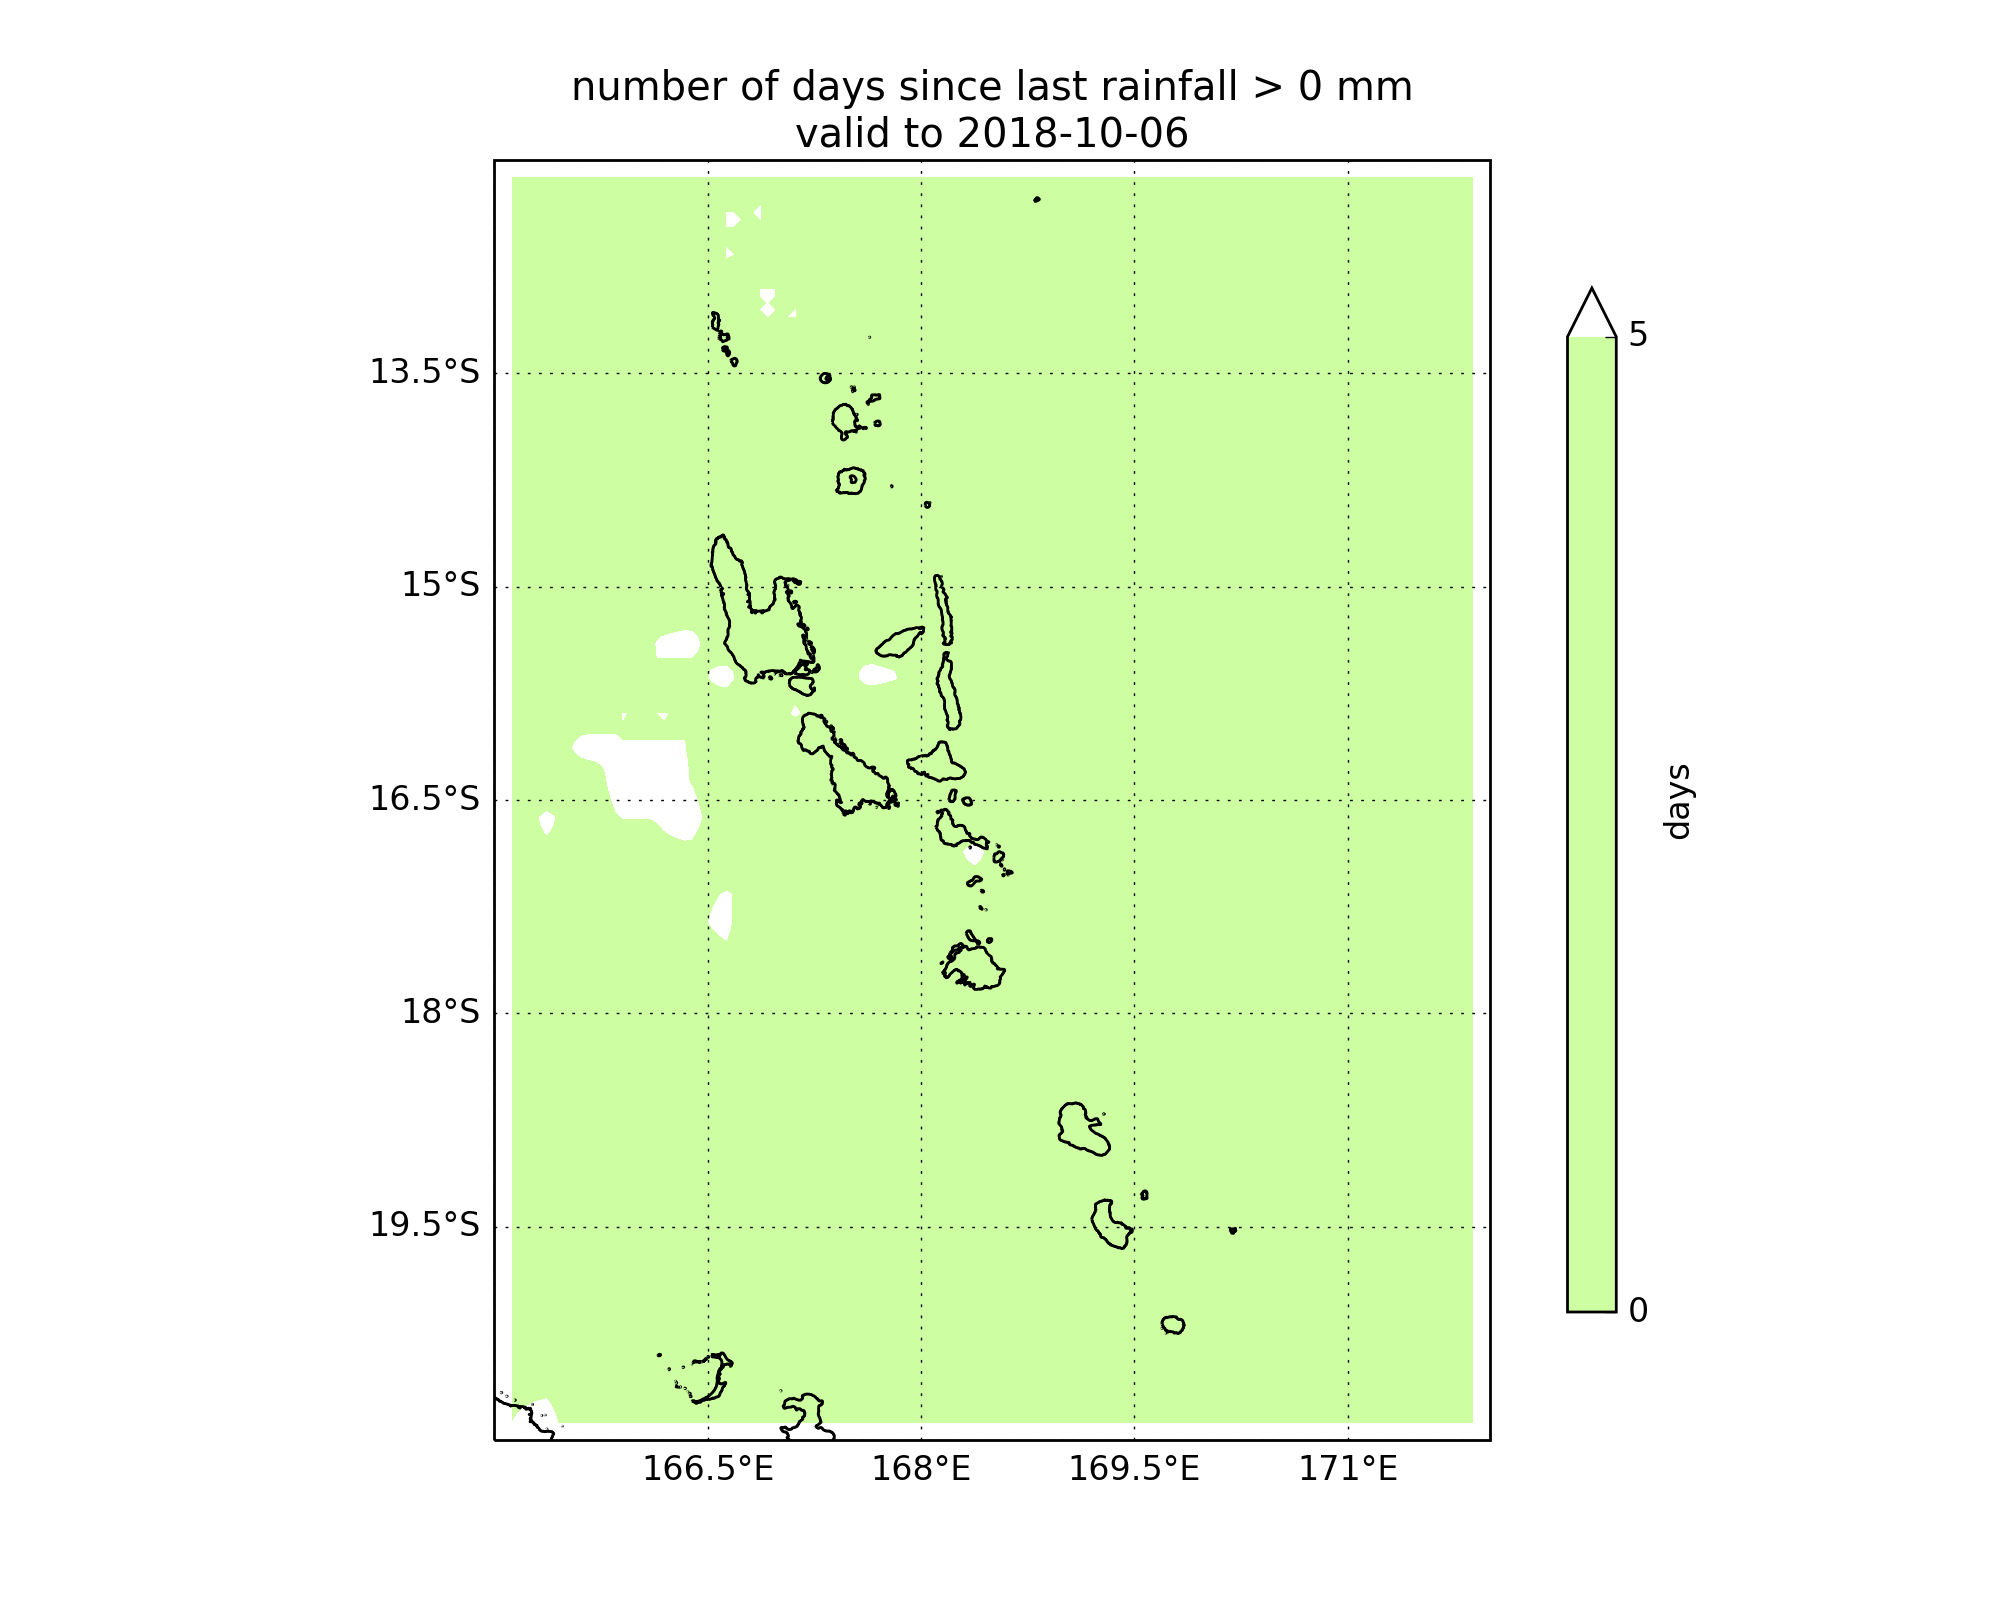 number of days since last rainfall > 0 mm
valid to 2018-10-06
13.5°S
15°S
16.5°S
18°S
19.5°S
166.5°E
168°E
169.5°E
171°E
5
0
days